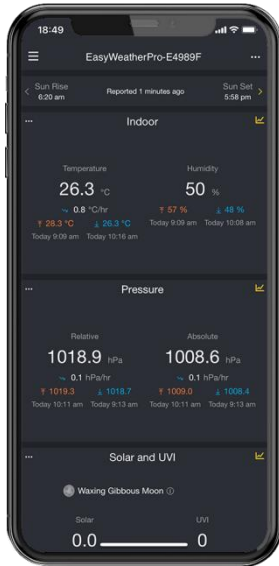 18:49
EasyWeatherPro-E4989F
Sun Rise Reported 1 minutes ago Sun Set
6:20 am 5:58 pm
Indoor
Temperature Humidity
26.3 °C 50 %
0.8 °C/hr
28.3 °C 26.3 °C 57 % 48 %
Today 9:09 am Today 10:16 am Today 9:09 am Today 10:08 am
Pressure
Relative Absolute
1018.9 hPa 1008.6 hPa
0.1 hPa/hr 0.1 hPa/hr
1019.3 1018.7 1009.0 1008.4
Today 10:11 am Today 9:13 am Today 10:11 am Today 9:13 am
Solar and UVI
Waxing Gibbous Moon
Solar UVI
0.0 0